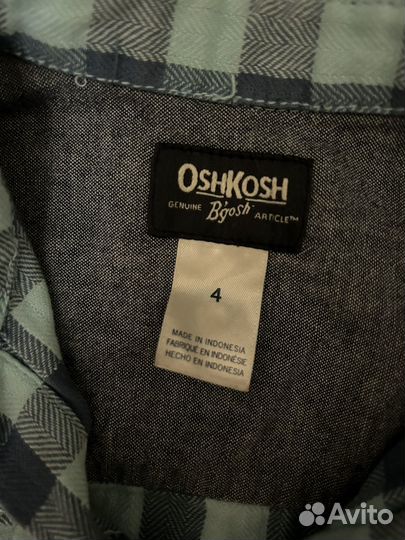 OSHKOSH
GENUINE B'gosh ARTICLE™
4
MADE IN INDONESIA
FABRIQUÉ EN INDONÉSIE
HECHO EN INDONESIA
Avito